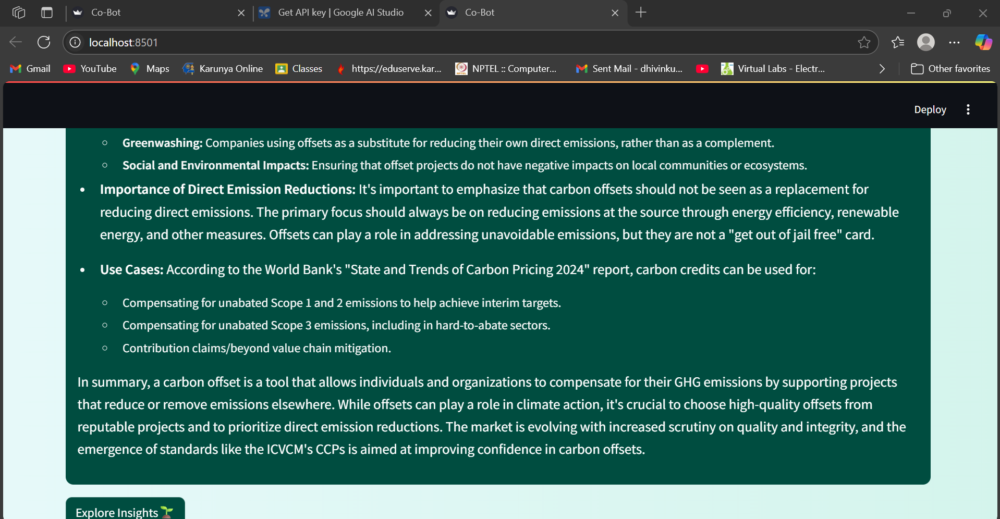 Co-Bot
Get API key | Google AI Studio
Co-Bot
localhost:8501
Gmail
YouTube
Maps
Karunya Online
Classes
https://eduserve.kar...
NPTEL :: Computer...
Sent Mail - dhivinku...
Virtual Labs - Electr...
Other favorites
Deploy
Greenwashing: Companies using offsets as a substitute for reducing their own direct emissions, rather than as a complement.
Social and Environmental Impacts: Ensuring that offset projects do not have negative impacts on local communities or ecosystems.
Importance of Direct Emission Reductions: It's important to emphasize that carbon offsets should not be seen as a replacement for
reducing direct emissions. The primary focus should always be on reducing emissions at the source through energy efficiency, renewable
energy, and other measures. Offsets can play a role in addressing unavoidable emissions, but they are not a "get out of jail free" card.
Use Cases: According to the World Bank's "State and Trends of Carbon Pricing 2024" report, carbon credits can be used for:
Compensating for unabated Scope 1 and 2 emissions to help achieve interim targets.
Compensating for unabated Scope 3 emissions, including in hard-to-abate sectors.
Contribution claims/beyond value chain mitigation.
In summary, a carbon offset is a tool that allows individuals and organizations to compensate for their GHG emissions by supporting projects
that reduce or remove emissions elsewhere. While offsets can play a role in climate action, it's crucial to choose high-quality offsets from
reputable projects and to prioritize direct emission reductions. The market is evolving with increased scrutiny on quality and integrity, and the
emergence of standards like the ICVCM's CCPs is aimed at improving confidence in carbon offsets.
Explore Insights